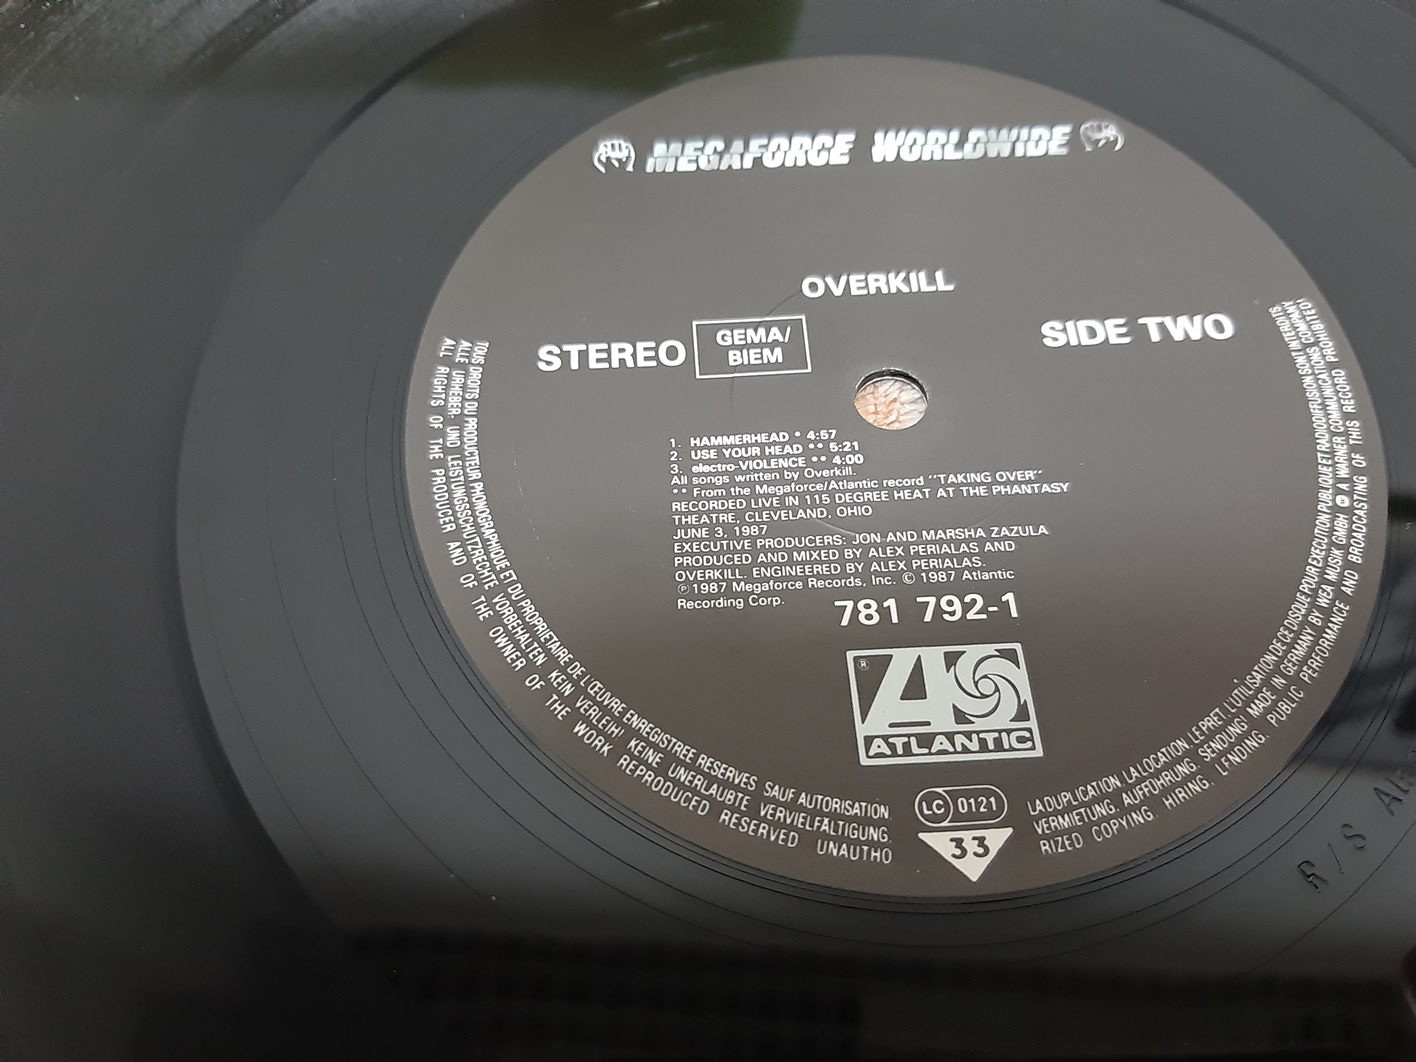 MEGAFORCE WORLDWIDE
OVERKILL
STEREO
GEMA/
BIEM
SIDE TWO
1. HAMMERHEAD * 4:57
2. USE YOUR HEAD ** 5:21
3. electro-VIOLENCE ** 4:00
All songs written by Overkill.
** From the Megaforce/Atlantic record "TAKING OVER"
RECORDED LIVE IN 115 DEGREE HEAT AT THE PHANTASY
THEATRE, CLEVELAND, OHIO
JUNE 3, 1987
EXECUTIVE PRODUCERS: JON AND MARSHA ZAZULA
PRODUCED AND MIXED BY ALEX PERIALAS AND
OVERKILL. ENGINEERED BY ALEX PERIALAS.
℗ 1987 Megaforce Records, Inc. © 1987 Atlantic
Recording Corp.
781 792-1
®
ATLANTIC
LC 0121
33
TOUS DROITS DU PRODUCTEUR PHONOGRAPHIQUE ET DU PROPRIETAIRE DE L'ŒUVRE ENREGISTREE RESERVES SAUF AUTORISATION, LA DUPLICATION, LA LOCATION, LE PRET, L'UTILISATION DE CE DISQUE POUR EXECUTION PUBLIQUE ET RADIODIFFUSION SONT INTERDITS.
ALLE URHEBER- UND LEISTUNGSSCHUTZRECHTE VORBEHALTEN KEIN VERLEIH! KEINE UNERLAUBTE VERVIELFÄLTIGUNG, VERMIETUNG, AUFFÜHRUNG, SENDUNG! MADE IN GERMANY BY WEA MUSIK GMBH A WARNER COMMUNICATIONS COMPANY
ALL RIGHTS OF THE PRODUCER AND OF THE OWNER OF THE WORK REPRODUCED RESERVED UNAUTHO RIZED COPYING, HIRING, LENDING, PUBLIC PERFORMANCE AND BROADCASTING OF THIS RECORD PROHIBITED!
R/S